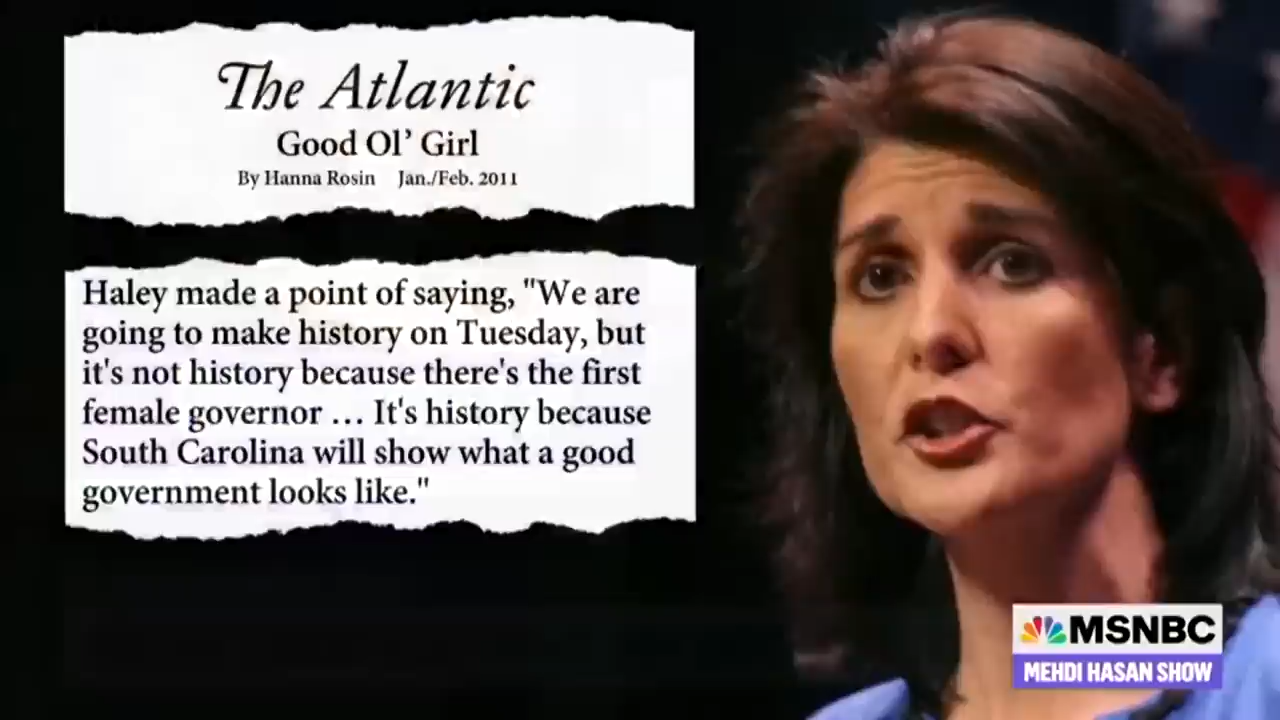 The Atlantic
Good Ol’ Girl
By Hanna Rosin Jan./Feb. 2011
Haley made a point of saying, "We are
going to make history on Tuesday, but
it's not history because there's the first
female governor ... It's history because
South Carolina will show what a good
government looks like."
MSNBC
MEHDI HASAN SHOW